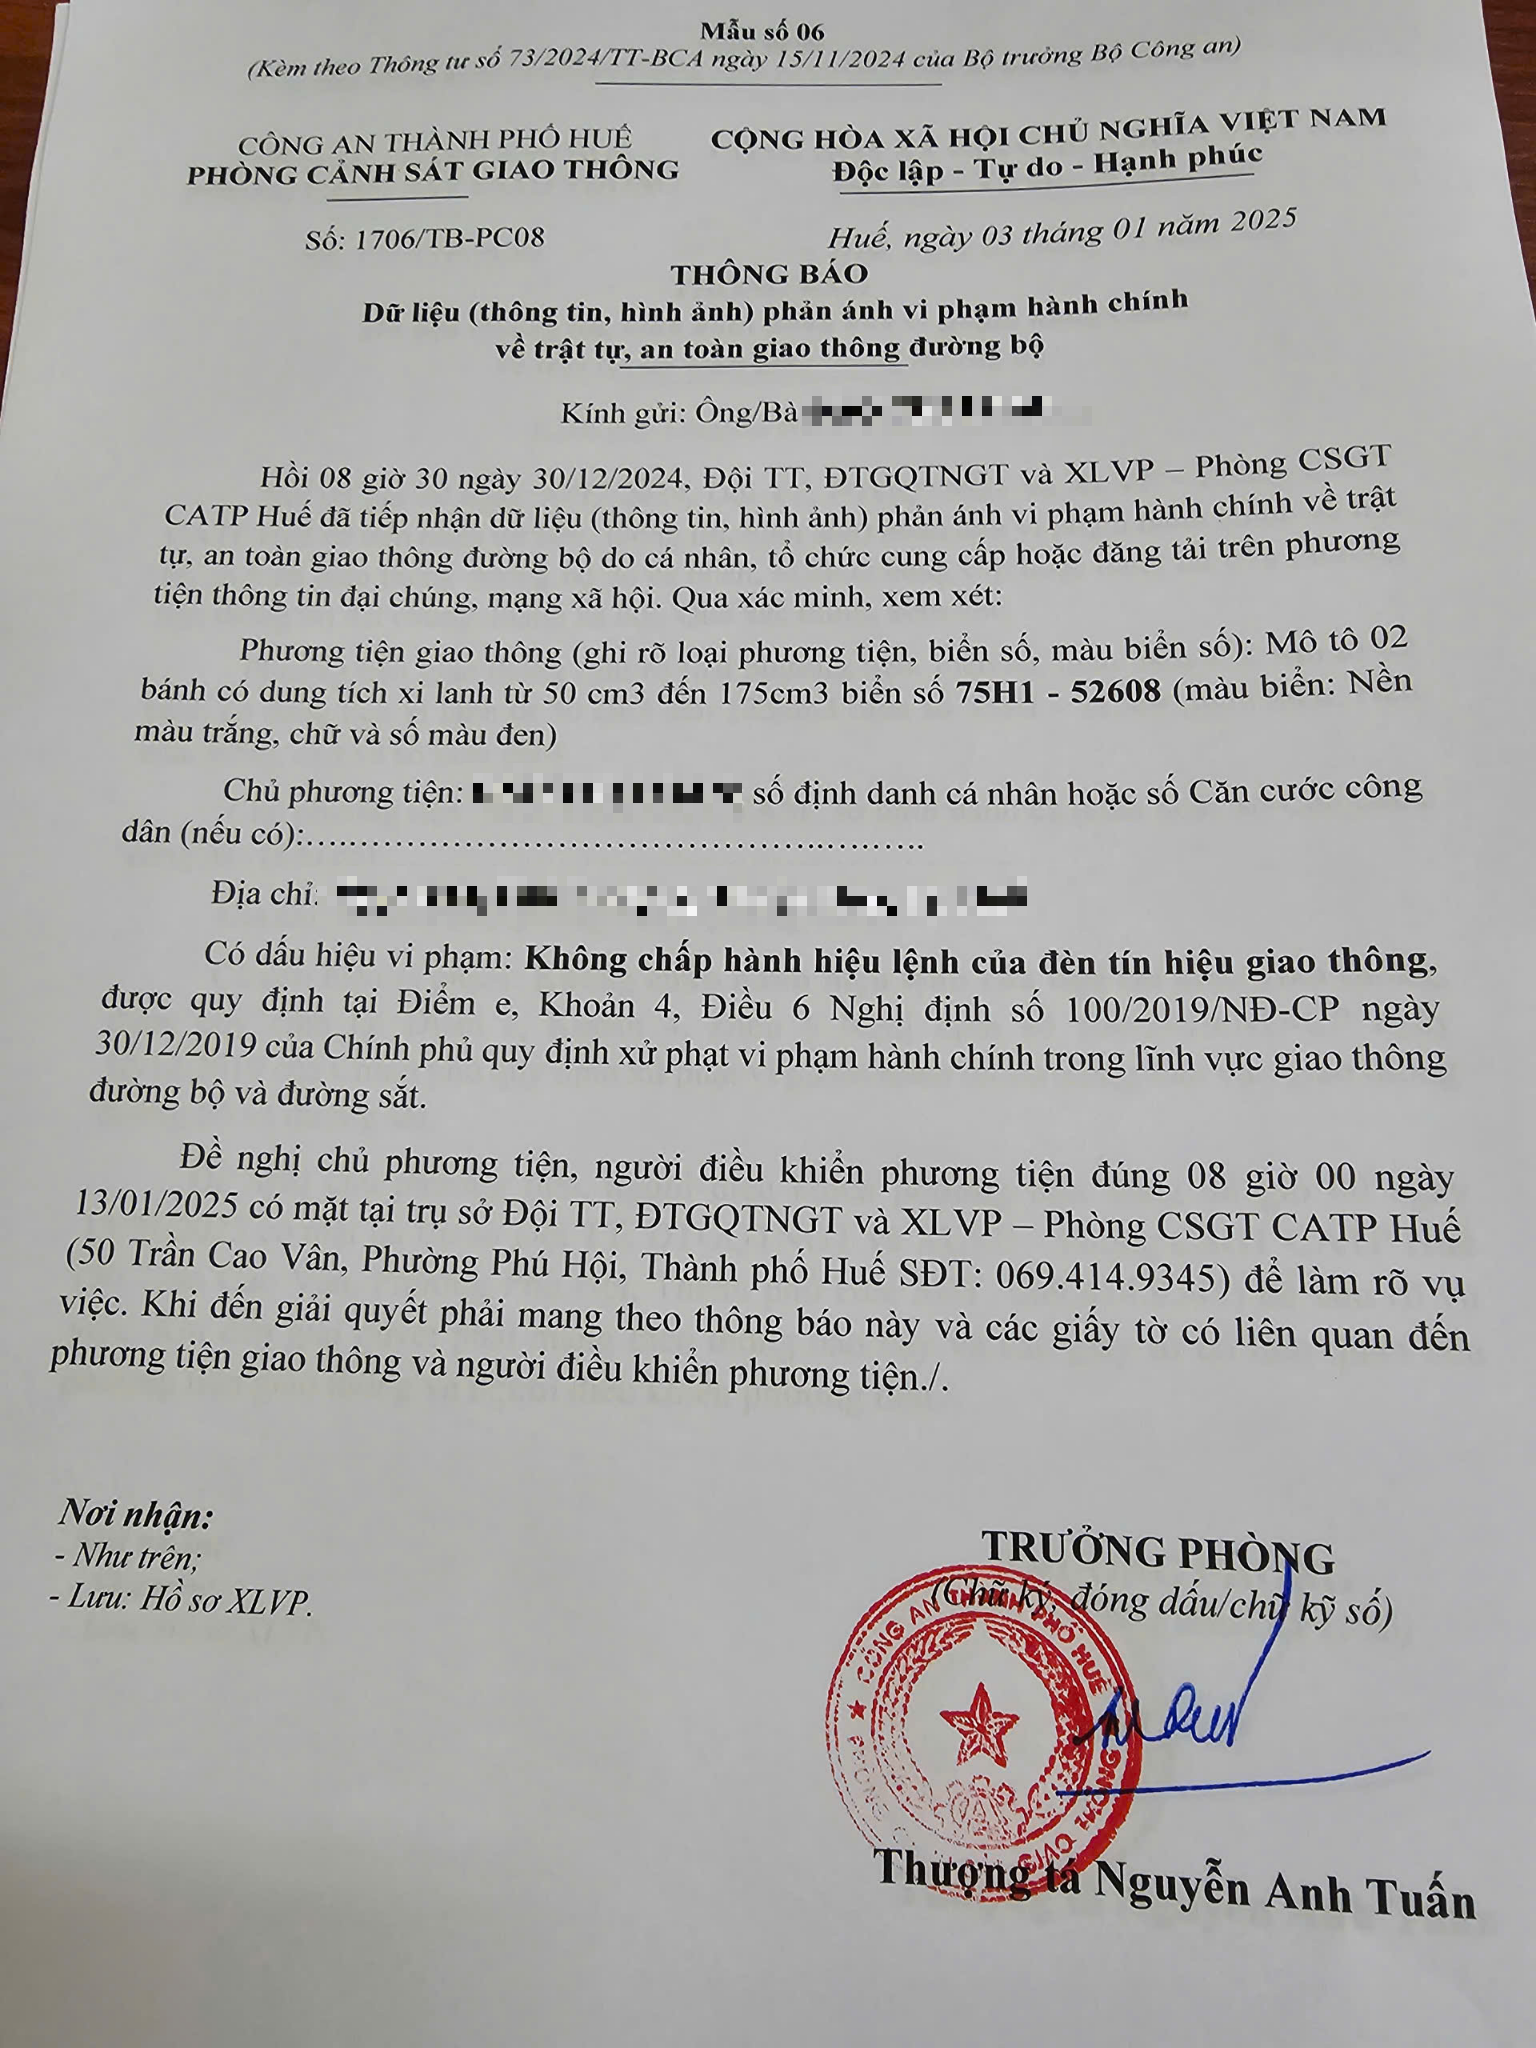 Mẫu số 06
(Kèm theo Thông tư số 73/2024/TT-BCA ngày 15/11/2024 của Bộ trưởng Bộ Công an)
CÔNG AN THÀNH PHỐ HUẾ
PHÒNG CẢNH SÁT GIAO THÔNG
CỘNG HÒA XÃ HỘI CHỦ NGHĨA VIỆT NAM
Độc lập - Tự do - Hạnh phúc
Số: 1706/TB-PC08
Huế, ngày 03 tháng 01 năm 2025
THÔNG BÁO
Dữ liệu (thông tin, hình ảnh) phản ánh vi phạm hành chính
về trật tự, an toàn giao thông đường bộ
Kính gửi: Ông/Bà
Hồi 08 giờ 30 ngày 30/12/2024, Đội TT, ĐTGQTNGT và XLVP – Phòng CSGT
CATP Huế đã tiếp nhận dữ liệu (thông tin, hình ảnh) phản ánh vi phạm hành chính về trật
tự, an toàn giao thông đường bộ do cá nhân, tổ chức cung cấp hoặc đăng tải trên phương
tiện thông tin đại chúng, mạng xã hội. Qua xác minh, xem xét:
Phương tiện giao thông (ghi rõ loại phương tiện, biển số, màu biển số): Mô tô 02
bánh có dung tích xi lanh từ 50 cm3 đến 175cm3 biển số 75H1 - 52608 (màu biển: Nền
màu trắng, chữ và số màu đen)
Chủ phương tiện: số định danh cá nhân hoặc số Căn cước công
dân (nếu có):……………………………………………………
Địa chỉ:
Có dấu hiệu vi phạm: Không chấp hành hiệu lệnh của đèn tín hiệu giao thông,
được quy định tại Điểm e, Khoản 4, Điều 6 Nghị định số 100/2019/NĐ-CP ngày
30/12/2019 của Chính phủ quy định xử phạt vi phạm hành chính trong lĩnh vực giao thông
đường bộ và đường sắt.
Đề nghị chủ phương tiện, người điều khiển phương tiện đúng 08 giờ 00 ngày
13/01/2025 có mặt tại trụ sở Đội TT, ĐTGQTNGT và XLVP – Phòng CSGT CATP Huế
(50 Trần Cao Vân, Phường Phú Hội, Thành phố Huế SĐT: 069.414.9345) để làm rõ vụ
việc. Khi đến giải quyết phải mang theo thông báo này và các giấy tờ có liên quan đến
phương tiện giao thông và người điều khiển phương tiện./.
Nơi nhận:
- Như trên;
- Lưu: Hồ sơ XLVP.
TRƯỞNG PHÒNG
(Chữ ký, đóng dấu/chữ ký số)
CÔNG AN THÀNH PHỐ HUẾ
Thượng tá Nguyễn Anh Tuấn